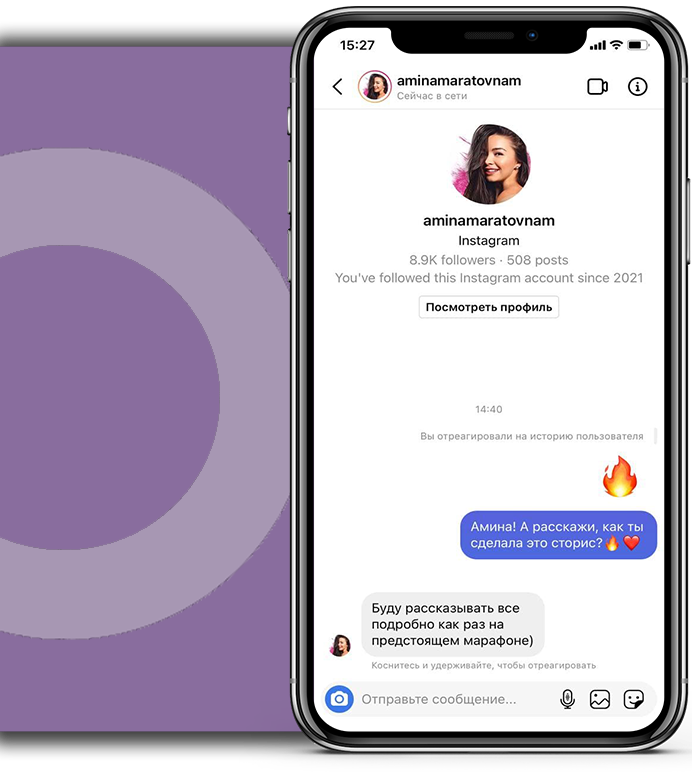 15:27
aminamaratovnam
Сейчас в сети
aminamaratovnam
Instagram
8.9K followers · 508 posts
You've followed this Instagram account since 2021
Посмотреть профиль
14:40
Вы отреагировали на историю пользователя
Амина! А расскажи, как ты
сделала это сторис?🔥❤️
Буду рассказывать все
подробно как раз на
предстоящем марафоне)
Коснитесь и удерживайте, чтобы отреагировать
Отправьте сообщение...